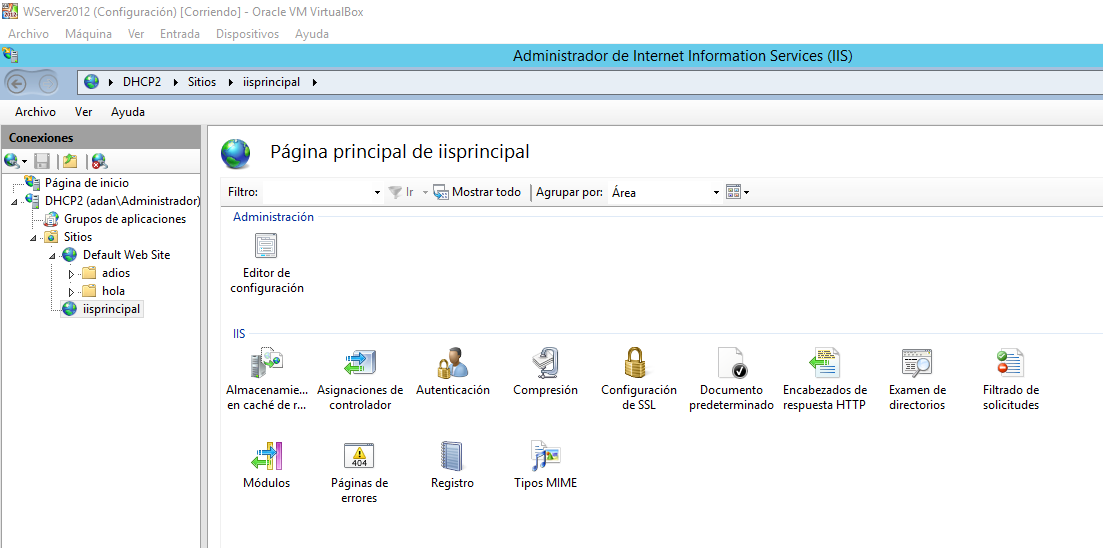 WServer2012 (Configuración) [Corriendo] - Oracle VM VirtualBox
Archivo Máquina Ver Entrada Dispositivos Ayuda
Administrador de Internet Information Services (IIS)
DHCP2 Sitios iisprincipal
Archivo Ver Ayuda
Conexiones
Página de inicio
DHCP2 (adan\Administrador)
Grupos de aplicaciones
Sitios
Default Web Site
adios
hola
iisprincipal
Página principal de iisprincipal
Filtro: Ir Mostrar todo Agrupar por: Área
Administración
Editor de
configuración
IIS
Almacenamie... Asignaciones de Autenticación Compresión Configuración Documento Encabezados de Examen de Filtrado de
en caché de r... controlador de SSL predeterminado respuesta HTTP directorios solicitudes
404
Módulos Páginas de Registro Tipos MIME
errores